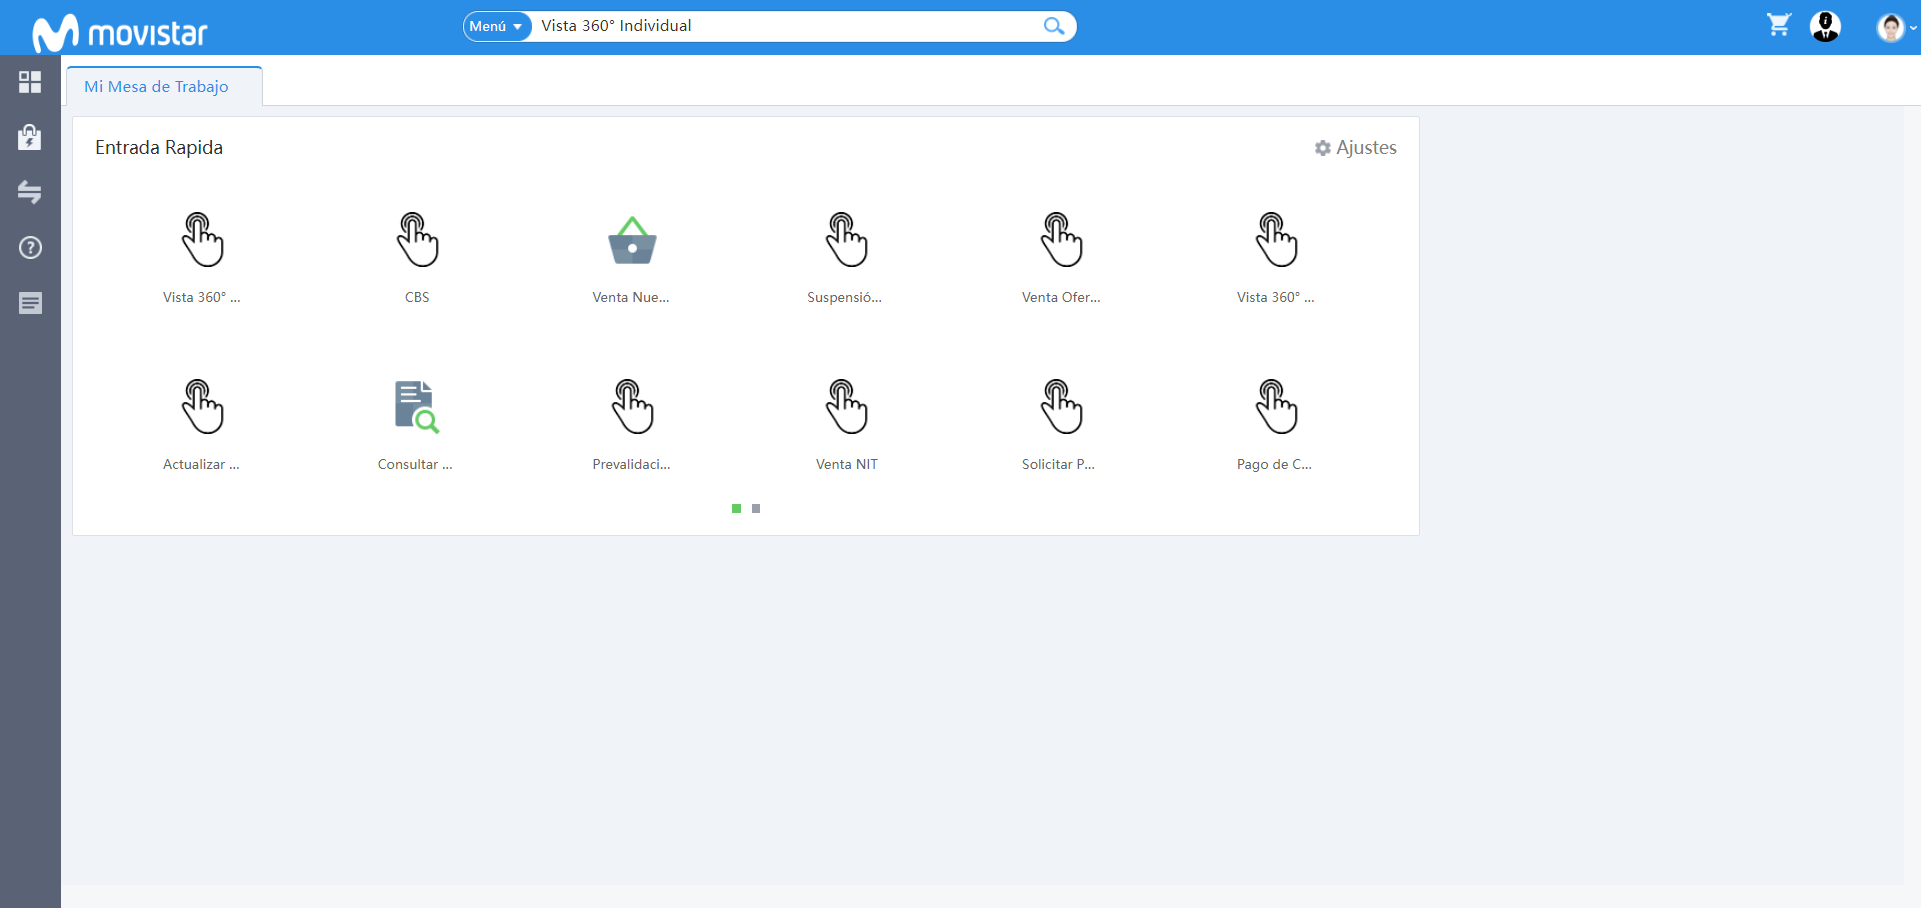 movistar
Menú
Vista 360° Individual
Mi Mesa de Trabajo
Entrada Rapida
Ajustes
Vista 360° ...
CBS
Venta Nue...
Suspensió...
Venta Ofer...
Vista 360° ...
Actualizar ...
Consultar ...
Prevalidaci...
Venta NIT
Solicitar P...
Pago de C...